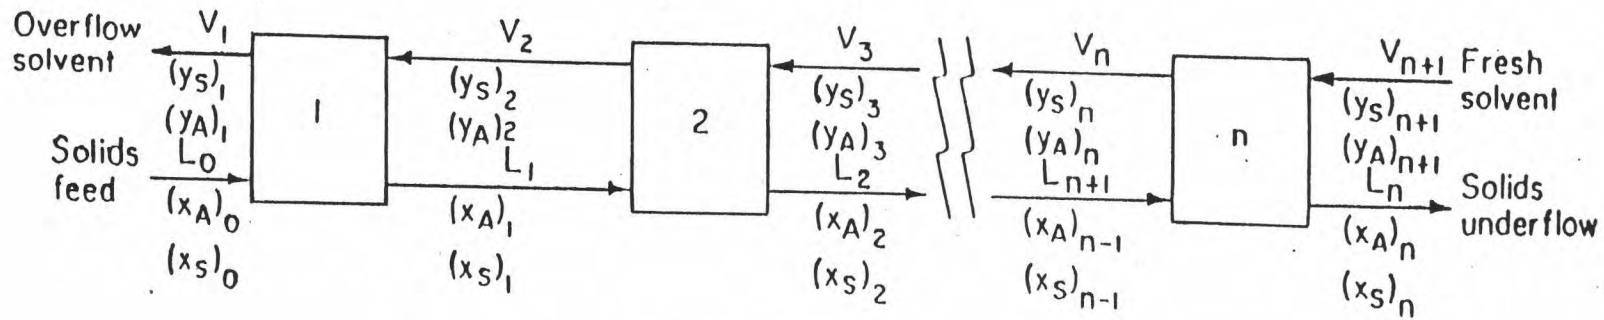 Overflow
solvent
V₁
(yS)₁
(yA)₁
Solids
feed
L₀
(xA)₀
(xS)₀
1
V₂
(yS)₂
(yA)₂
L₁
(xA)₁
(xS)₁
2
V₃
(yS)₃
(yA)₃
L₂
(xA)₂
(xS)₂
Vₙ
(yS)ₙ
(yA)ₙ
Lₙ₊₁
(xA)ₙ₋₁
(xS)ₙ₋₁
n
Vₙ₊₁
Fresh
solvent
(yS)ₙ₊₁
(yA)ₙ₊₁
Lₙ
Solids
underflow
(xA)ₙ
(xS)ₙ